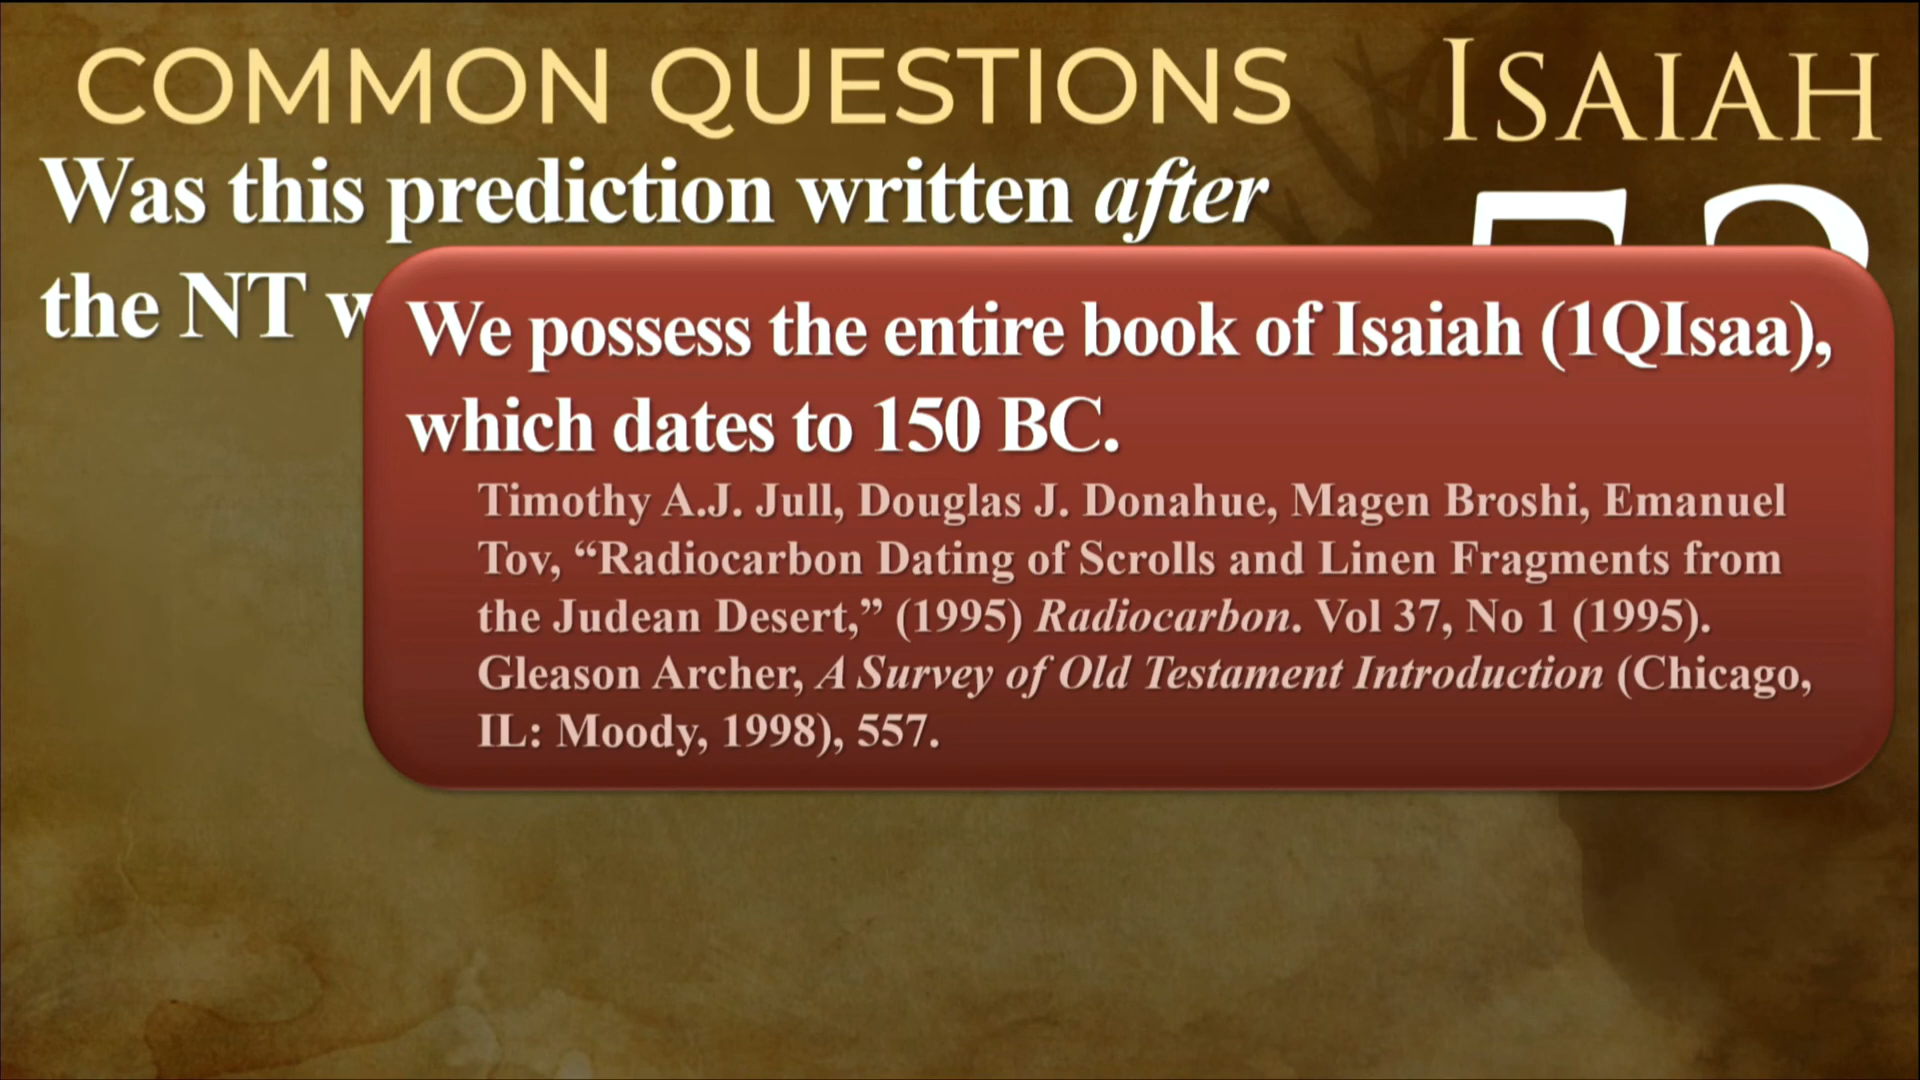 COMMON QUESTIONS
ISAIAH
53
Was this prediction written after
the NT w
We possess the entire book of Isaiah (1QIsaa),
which dates to 150 BC.
Timothy A.J. Jull, Douglas J. Donahue, Magen Broshi, Emanuel
Tov, “Radiocarbon Dating of Scrolls and Linen Fragments from
the Judean Desert,” (1995) Radiocarbon. Vol 37, No 1 (1995).
Gleason Archer, A Survey of Old Testament Introduction (Chicago,
IL: Moody, 1998), 557.